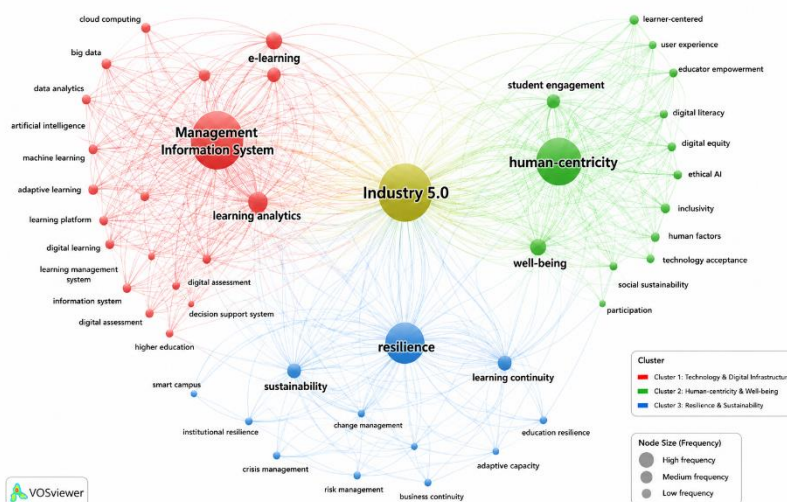 cloud computing
e-learning
big data
data analytics
Management
Information System
artificial intelligence
machine learning
adaptive learning
learning analytics
learning platform
digital learning
learning management
system
digital assessment
information system
decision support system
digital assessment
higher education
Industry 5.0
learner-centered
user experience
student engagement
educator empowerment
digital literacy
human-centricity
digital equity
ethical AI
inclusivity
human factors
well-being
technology acceptance
social sustainability
participation
resilience
sustainability
learning continuity
smart campus
change management
institutional resilience
education resilience
crisis management
adaptive capacity
risk management
business continuity
Cluster
Cluster 1: Technology & Digital Infrastructur
Cluster 2: Human-centricity & Well-being
Cluster 3: Resilience & Sustainability
Node Size (Frequency)
High frequency
Medium frequency
Low frequency
VOSviewer